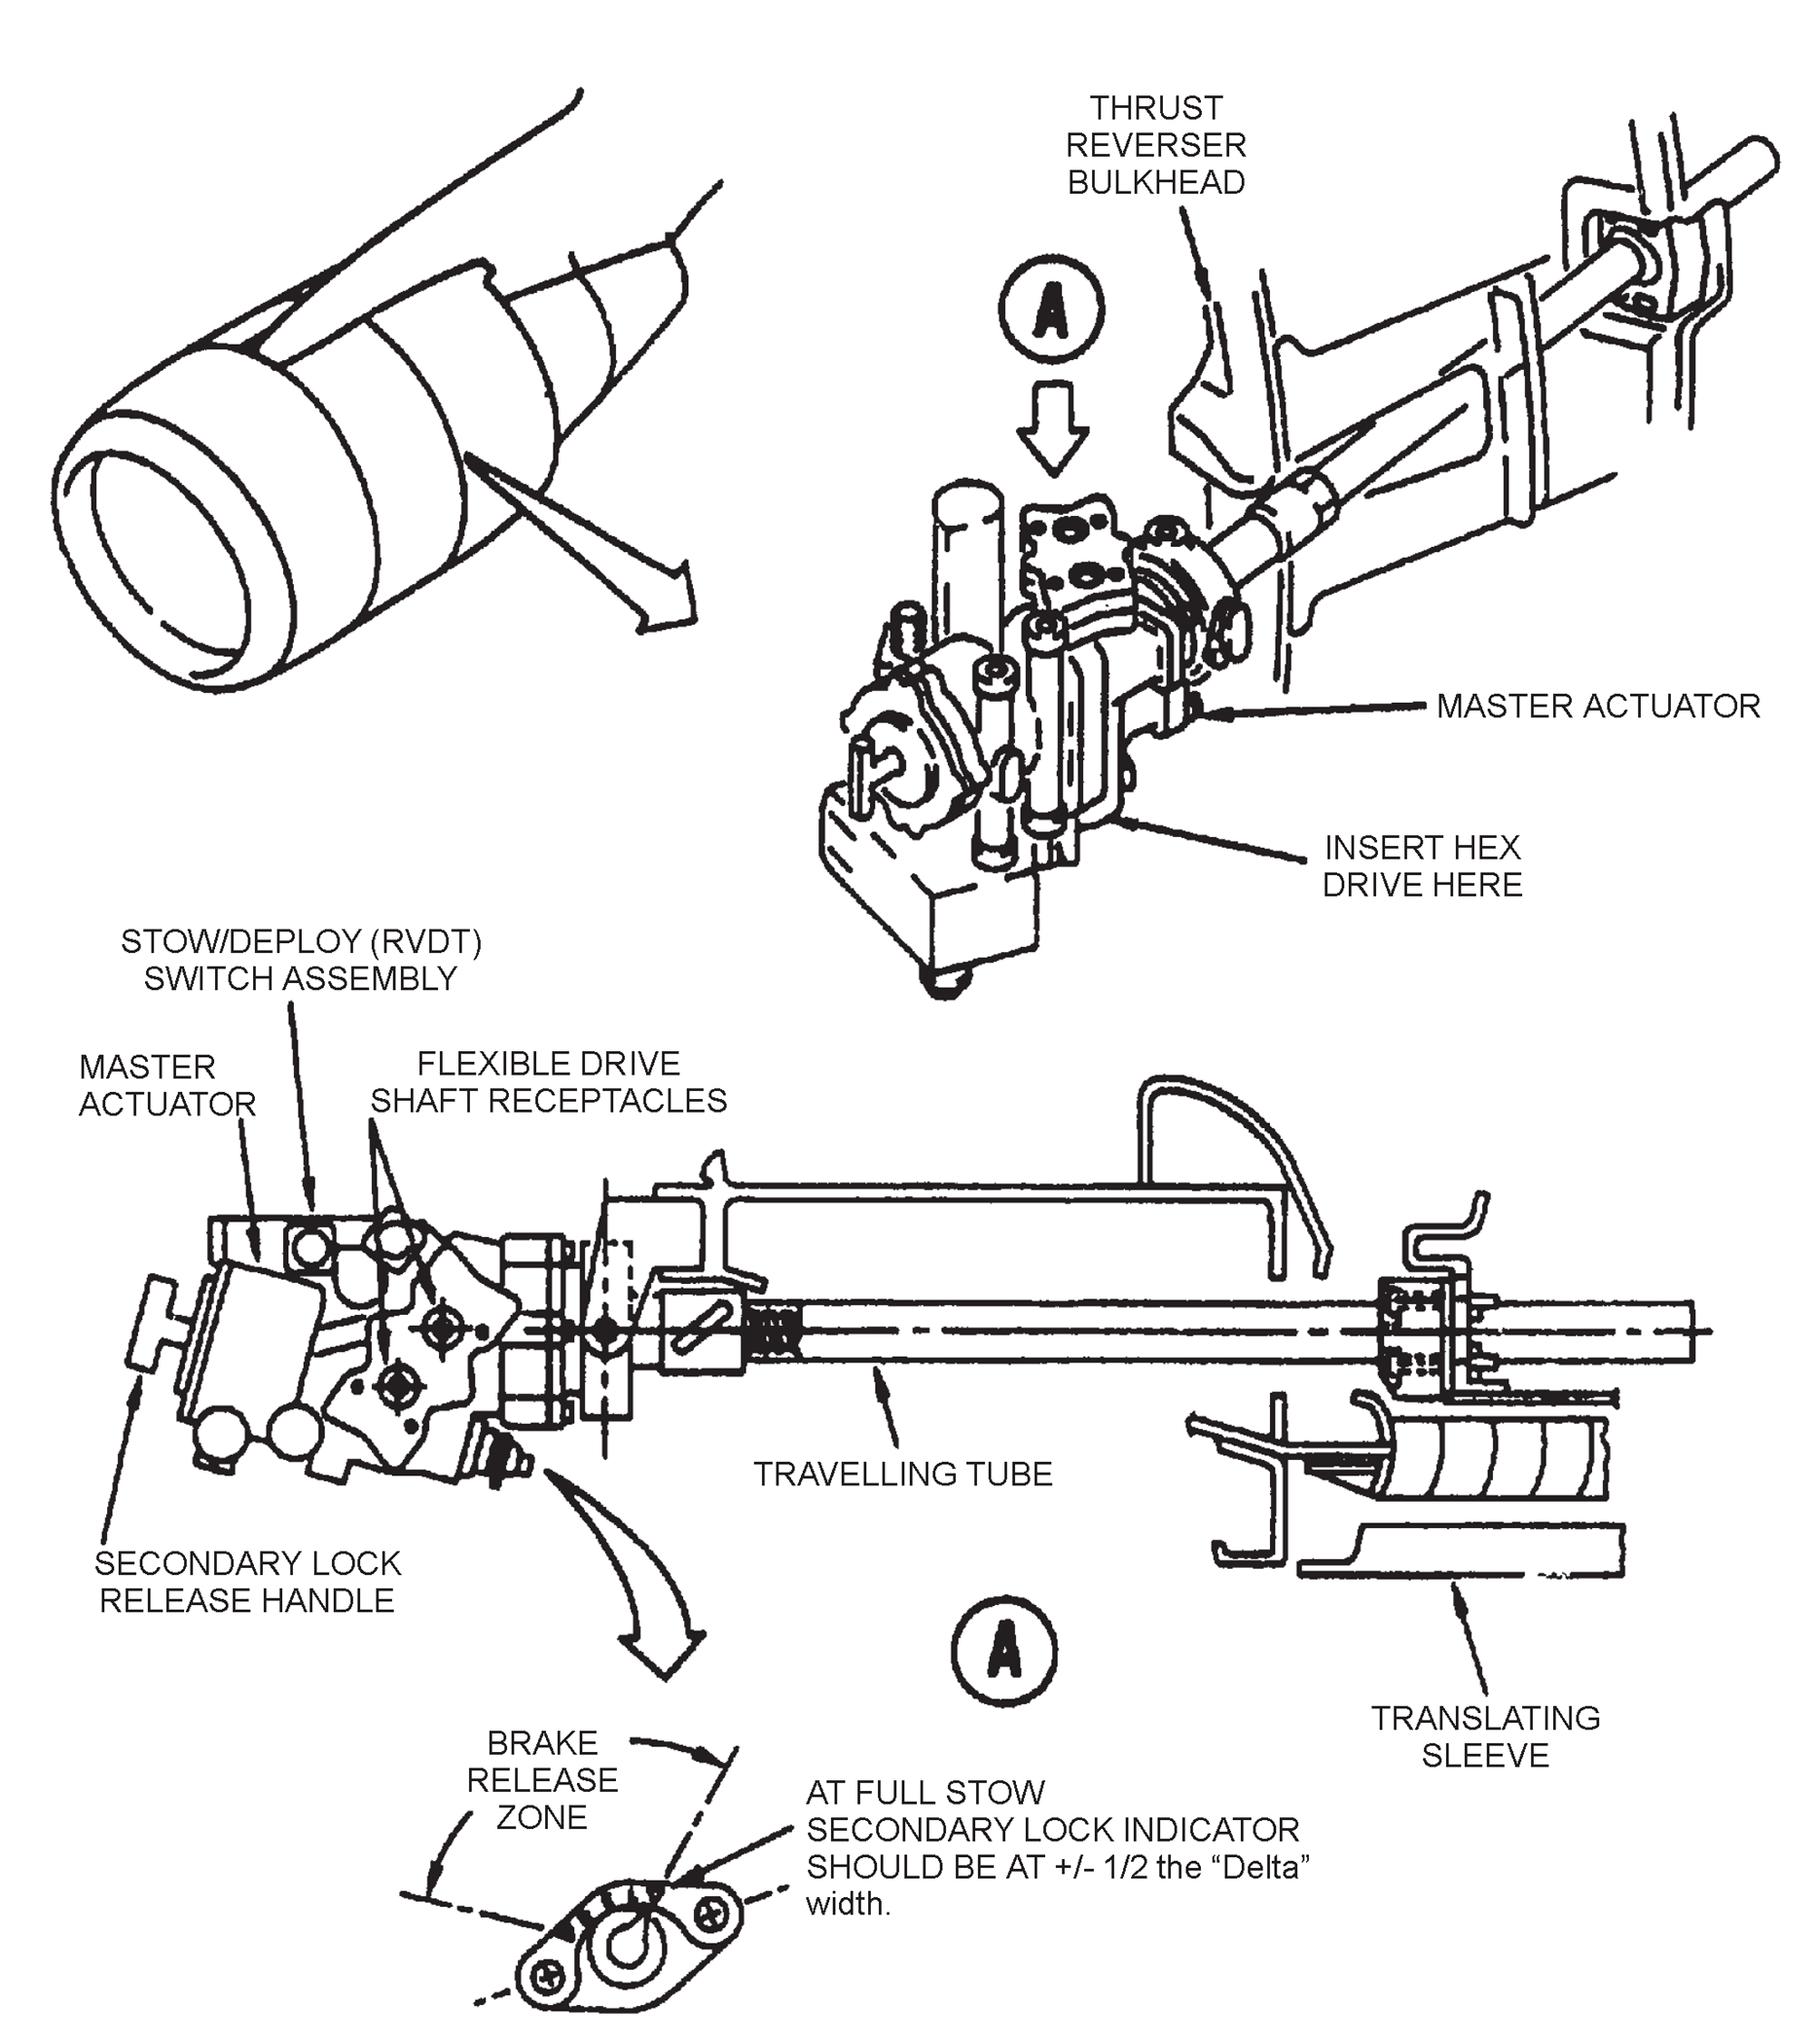 THRUST
REVERSER
BULKHEAD
A
MASTER ACTUATOR
INSERT HEX
DRIVE HERE
STOW/DEPLOY (RVDT)
SWITCH ASSEMBLY
MASTER
ACTUATOR
FLEXIBLE DRIVE
SHAFT RECEPTACLES
TRAVELLING TUBE
SECONDARY LOCK
RELEASE HANDLE
A
TRANSLATING
SLEEVE
BRAKE
RELEASE
ZONE
AT FULL STOW
SECONDARY LOCK INDICATOR
SHOULD BE AT +/- 1/2 the “Delta”
width.